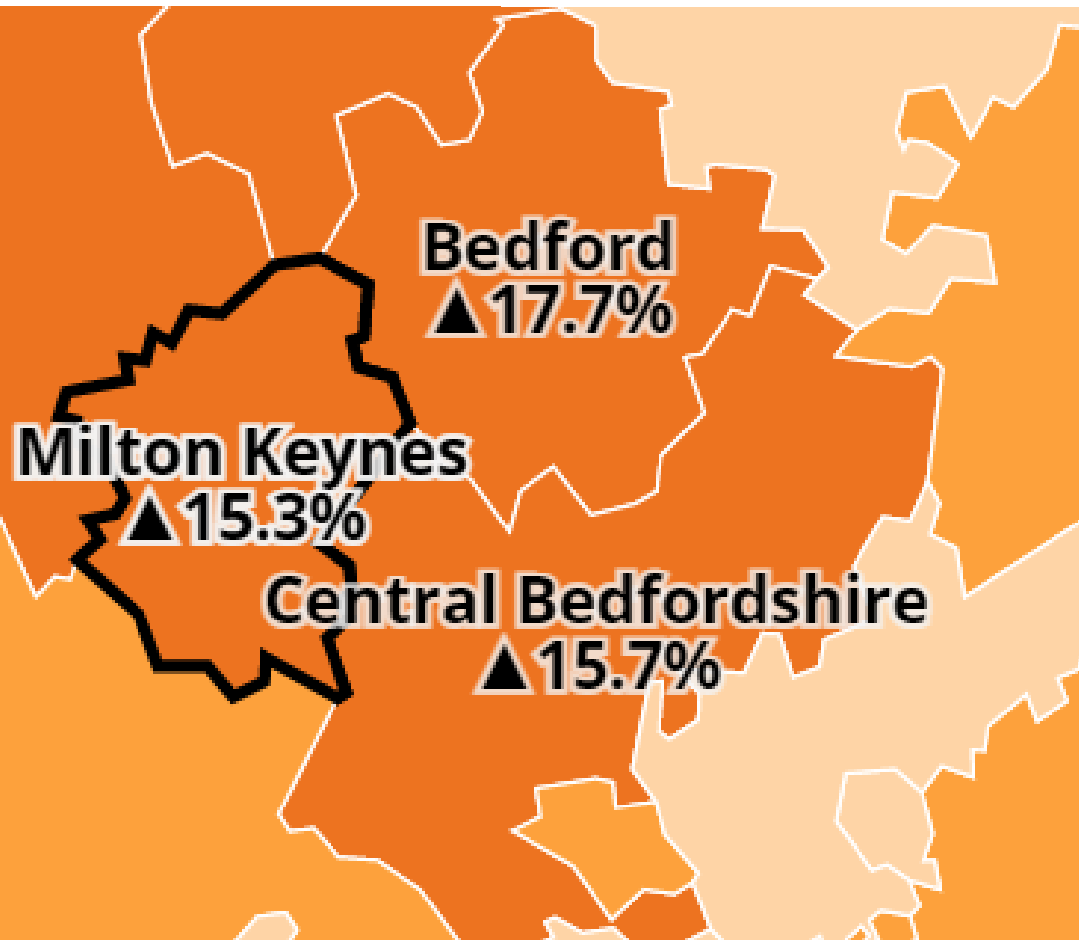 Bedford
▲17.7%
Milton Keynes
▲15.3%
Central Bedfordshire
▲15.7%